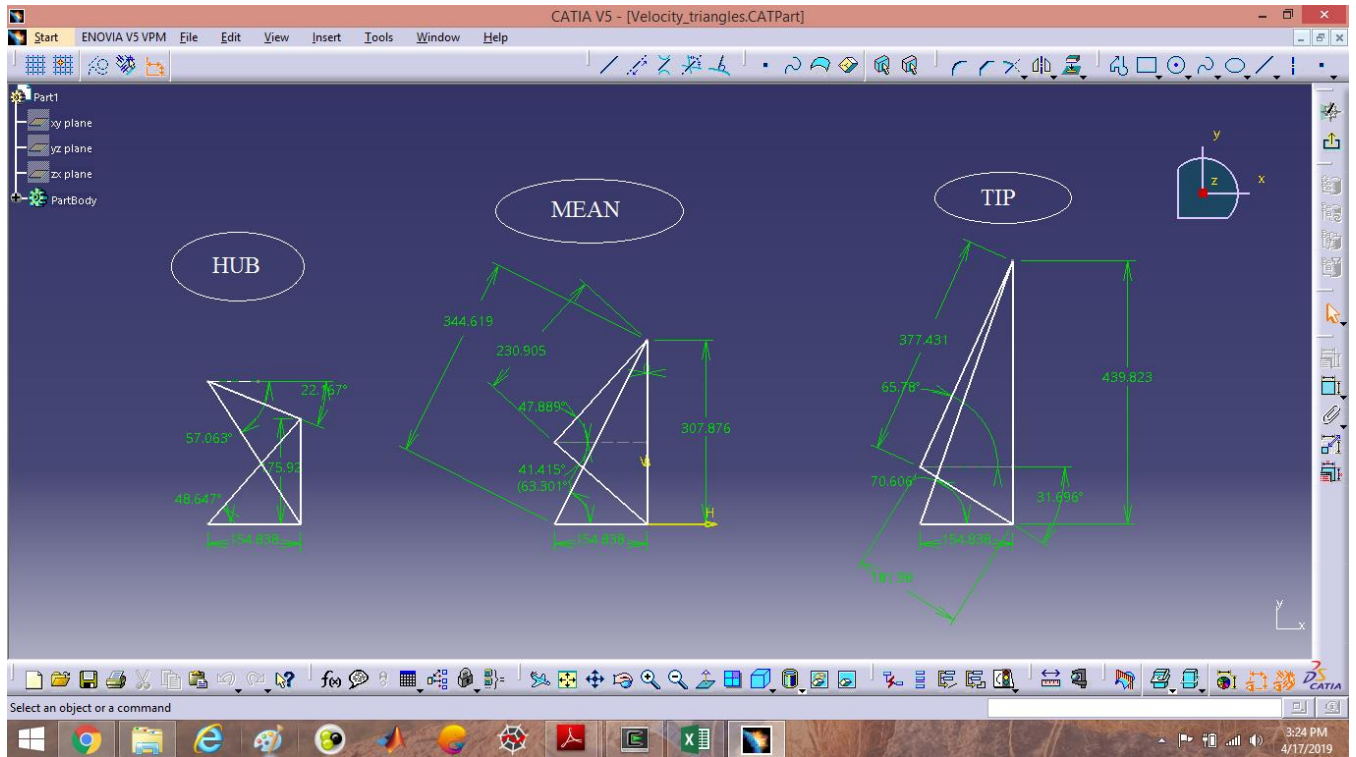 CATIA V5 - [Velocity_triangles.CATPart]
Start ENOVIA V5 VPM File Edit View Insert Tools Window Help
Part1
xy plane
yz plane
zx plane
PartBody
y
x
z
HUB
MEAN
TIP
344.619
230.905
47.889°
41.415°
(63.301°)
307.876
154.838
V
H
57.063°
48.647°
154.838
377.431
65.78°
439.823
70.606°
31.696°
154.838
y
x
f(x)
CATIA
Select an object or a command
3:24 PM
4/17/2019